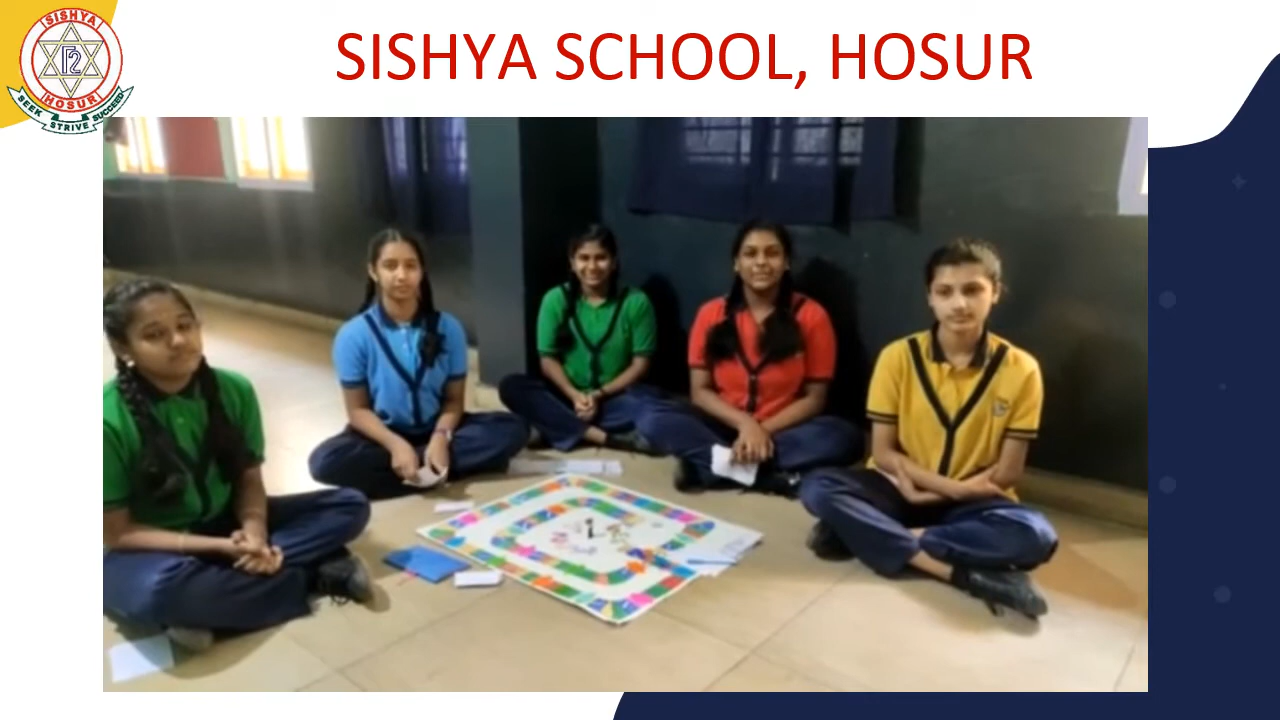 SISHYA SCHOOL, HOSUR
SISHYA
HOSUR
SEEK
STRIVE
SUCCEED